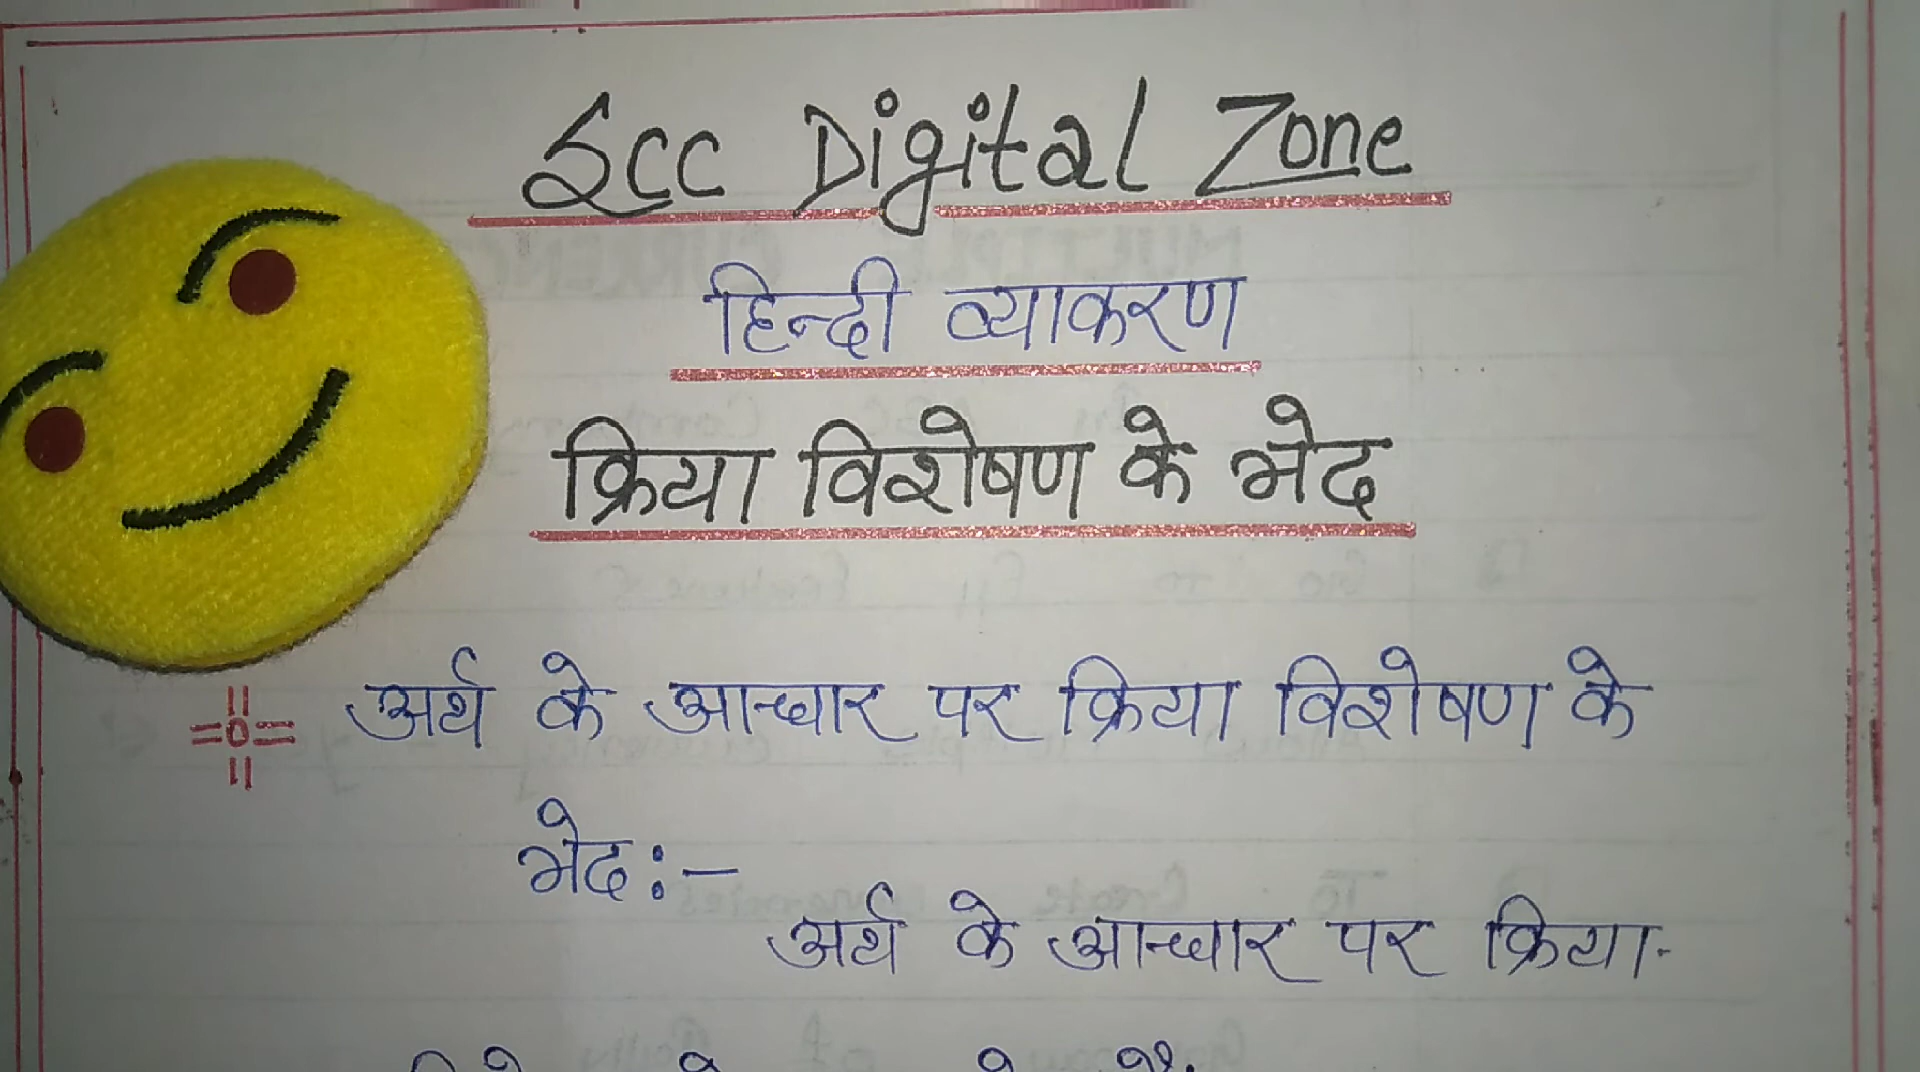 Scc Digital Zone
हिन्दी व्याकरण
क्रिया विशेषण के भेद
अर्थ के आधार पर क्रिया विशेषण के
भेद :-
अर्थ के आधार पर क्रिया-